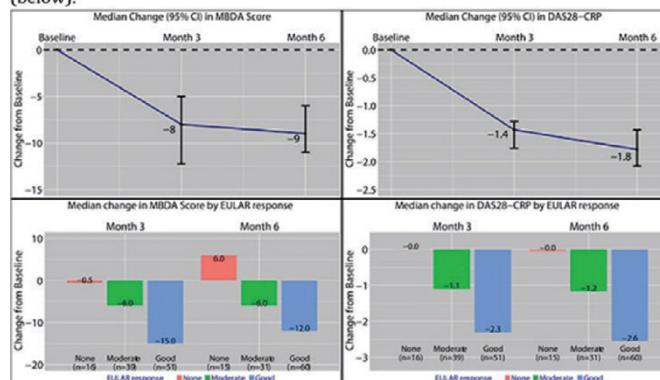 (below).
Median Change (95% CI) in MBDA Score
Baseline Month 3 Month 6
0
-5
-10
-15
Change from Baseline
-8
-9
Median Change (95% CI) in DAS28-CRP
Baseline Month 3 Month 6
0.0
-0.5
-1.0
-1.5
-2.0
-2.5
Change from Baseline
-1.4
-1.8
Median change in MBDA Score by EULAR response
Month 3 Month 6
10
0
-10
-20
Change from Baseline
-0.5
-6.0
-15.0
6.0
-6.0
-12.0
None Moderate Good None Moderate Good
(n=16) (n=39) (n=51) (n=15) (n=31) (n=60)
EULAR response None Moderate Good
Median change in DAS28-CRP by EULAR response
Month 3 Month 6
0
-1
-2
-3
Change from Baseline
-0.0
-1.1
-2.3
-0.0
-1.2
-2.6
None Moderate Good None Moderate Good
(n=16) (n=39) (n=51) (n=15) (n=31) (n=60)
EULAR response None Moderate Good